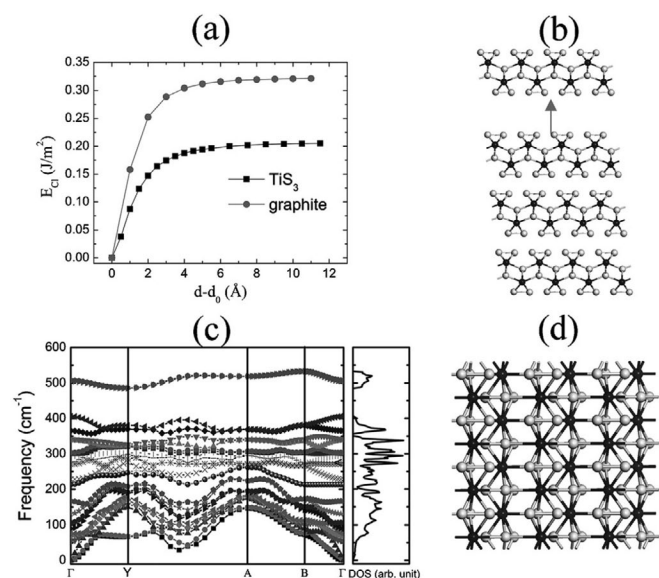 (a)
(b)
0.35
0.30
0.25
0.20
0.15
0.10
0.05
0.00
E_Cl (J/m²)
TiS₃
graphite
0 2 4 6 8 10 12
d-d₀ (Å)
(c)
(d)
600
500
400
300
200
100
0
Frequency (cm⁻¹)
Γ Y A B Γ
DOS (arb. unit)